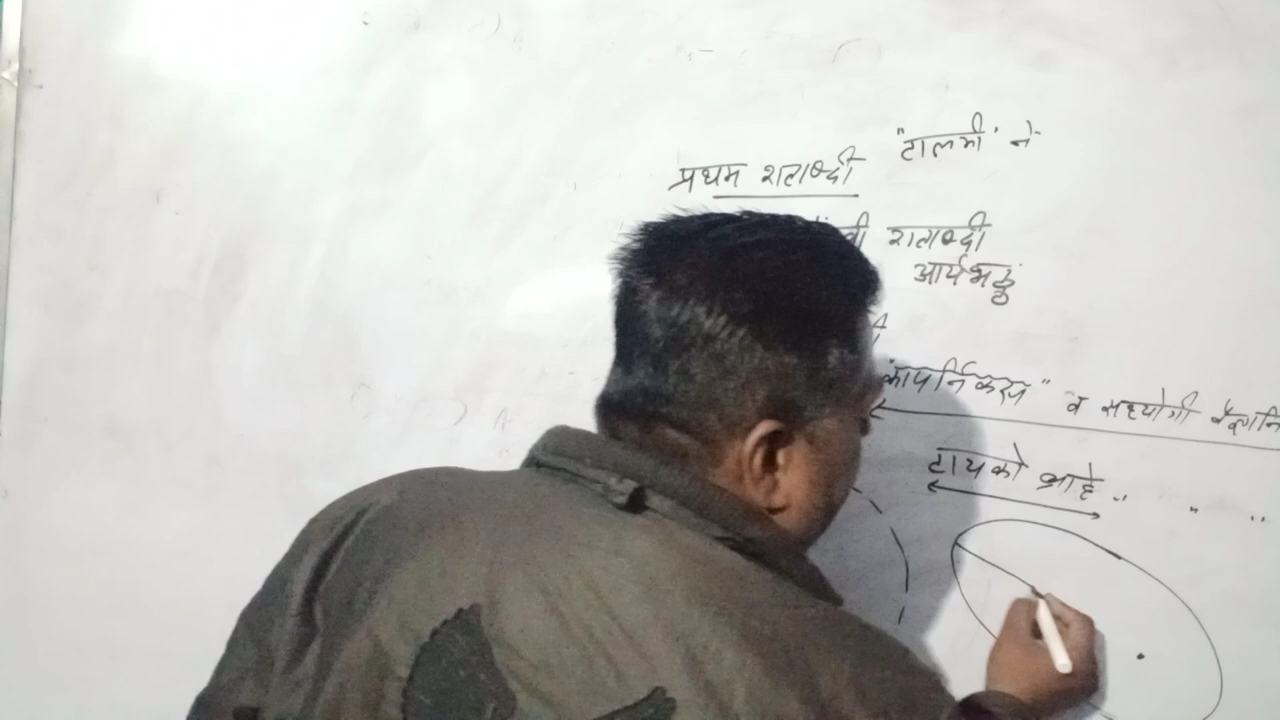 "टालमी' ने
प्रथम शताब्दी
वी शताब्दी
आर्यभट्ट
"कापर्निकस" व सहयोगी
टायको ब्राहे " " "